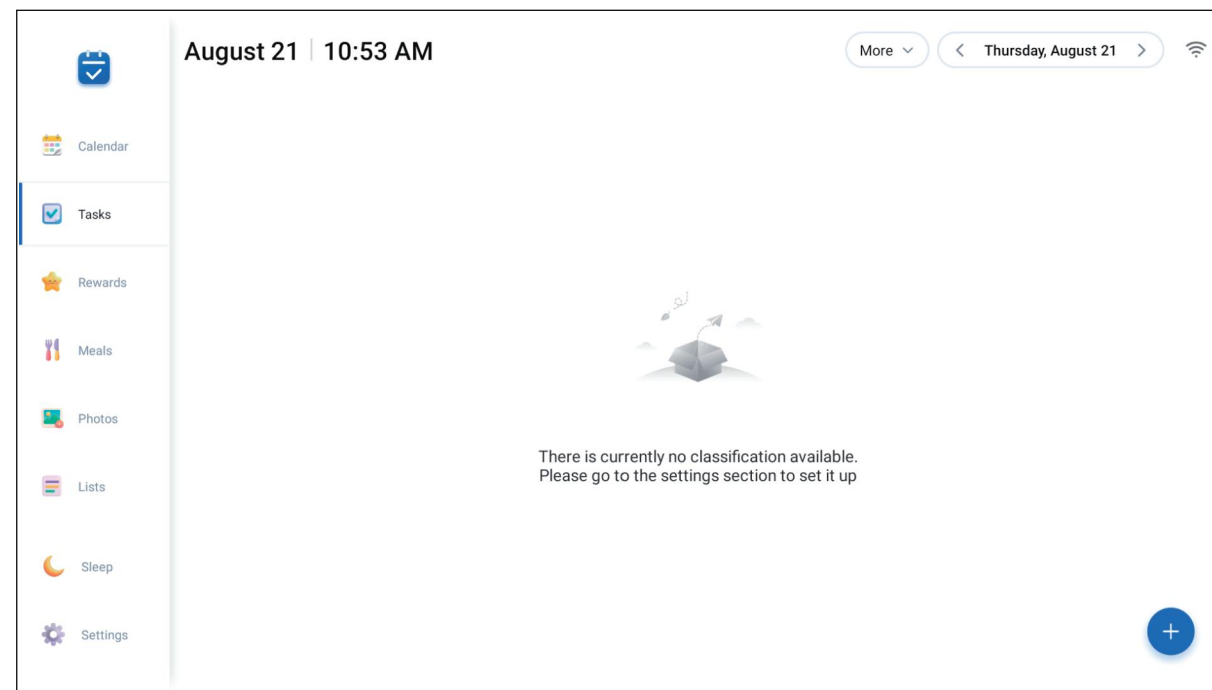 August 21 | 10:53 AM
More
Thursday, August 21
Calendar
Tasks
Rewards
Meals
Photos
Lists
Sleep
Settings
There is currently no classification available.
Please go to the settings section to set it up